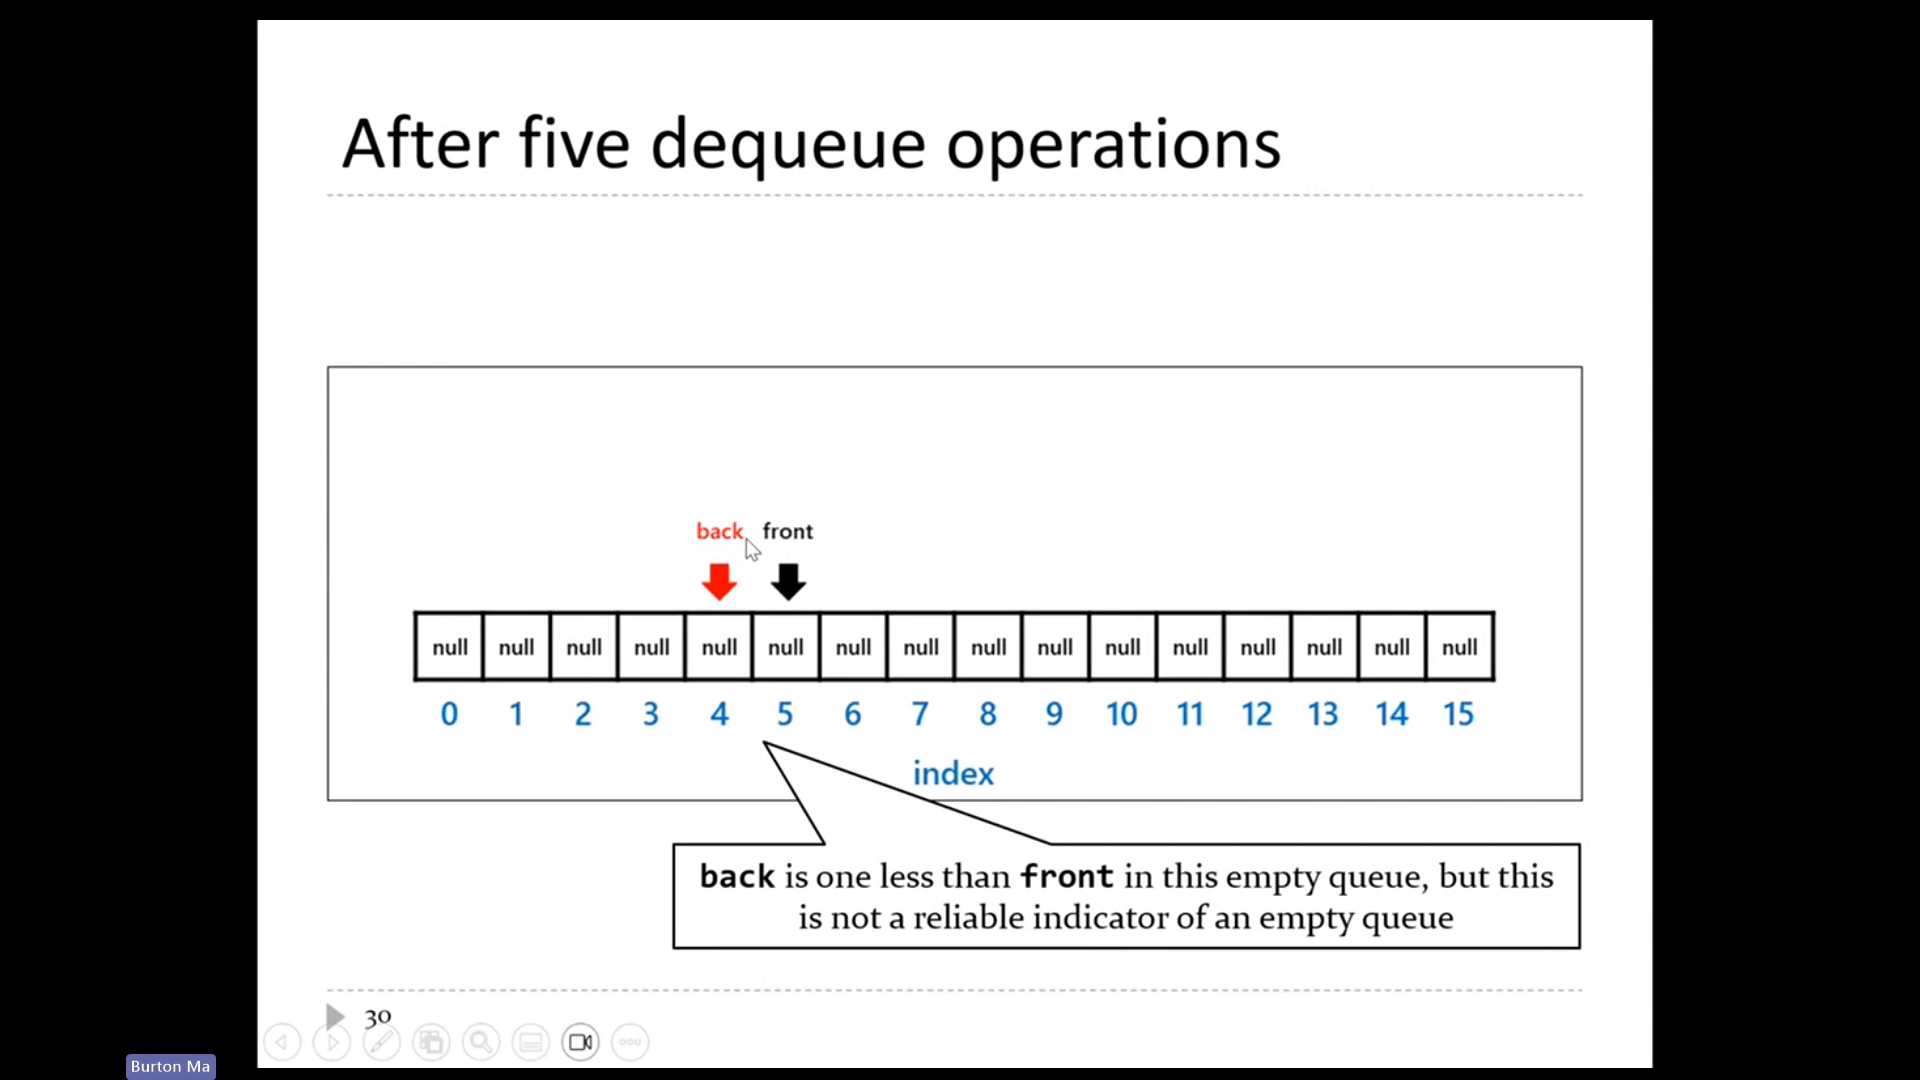 After five dequeue operations
back front
null null null null null null null null null null null null null null null null
0 1 2 3 4 5 6 7 8 9 10 11 12 13 14 15
index
back is one less than front in this empty queue, but this
is not a reliable indicator of an empty queue
30
Burton Ma